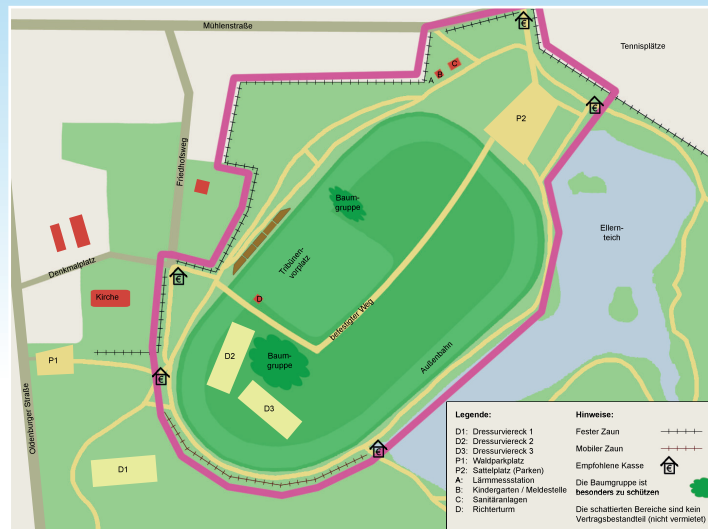 Mühlenstraße
Tennisplätze
A
B
C
P2
Friedhofsweg
Baum-
gruppe
Ellern-
teich
Tribünen-
vorplatz
Denkmalplatz
Kirche
D
befestigter Weg
P1
D2
Baum-
gruppe
Außenbahn
D3
Oldenburger Straße
D1
€
€
€
€
€
Legende:
D1: Dressurviereck 1
D2: Dressurviereck 2
D3: Dressurviereck 3
P1: Waldparkplatz
P2: Sattelplatz (Parken)
A: Lärmmessstation
B: Kindergarten / Meldestelle
C: Sanitäranlagen
D: Richterturm
Hinweise:
Fester Zaun
Mobiler Zaun
Empfohlene Kasse €
Die Baumgruppe ist
besonders zu schützen
Die schattierten Bereiche sind kein
Vertragsbestandteil (nicht vermietet)